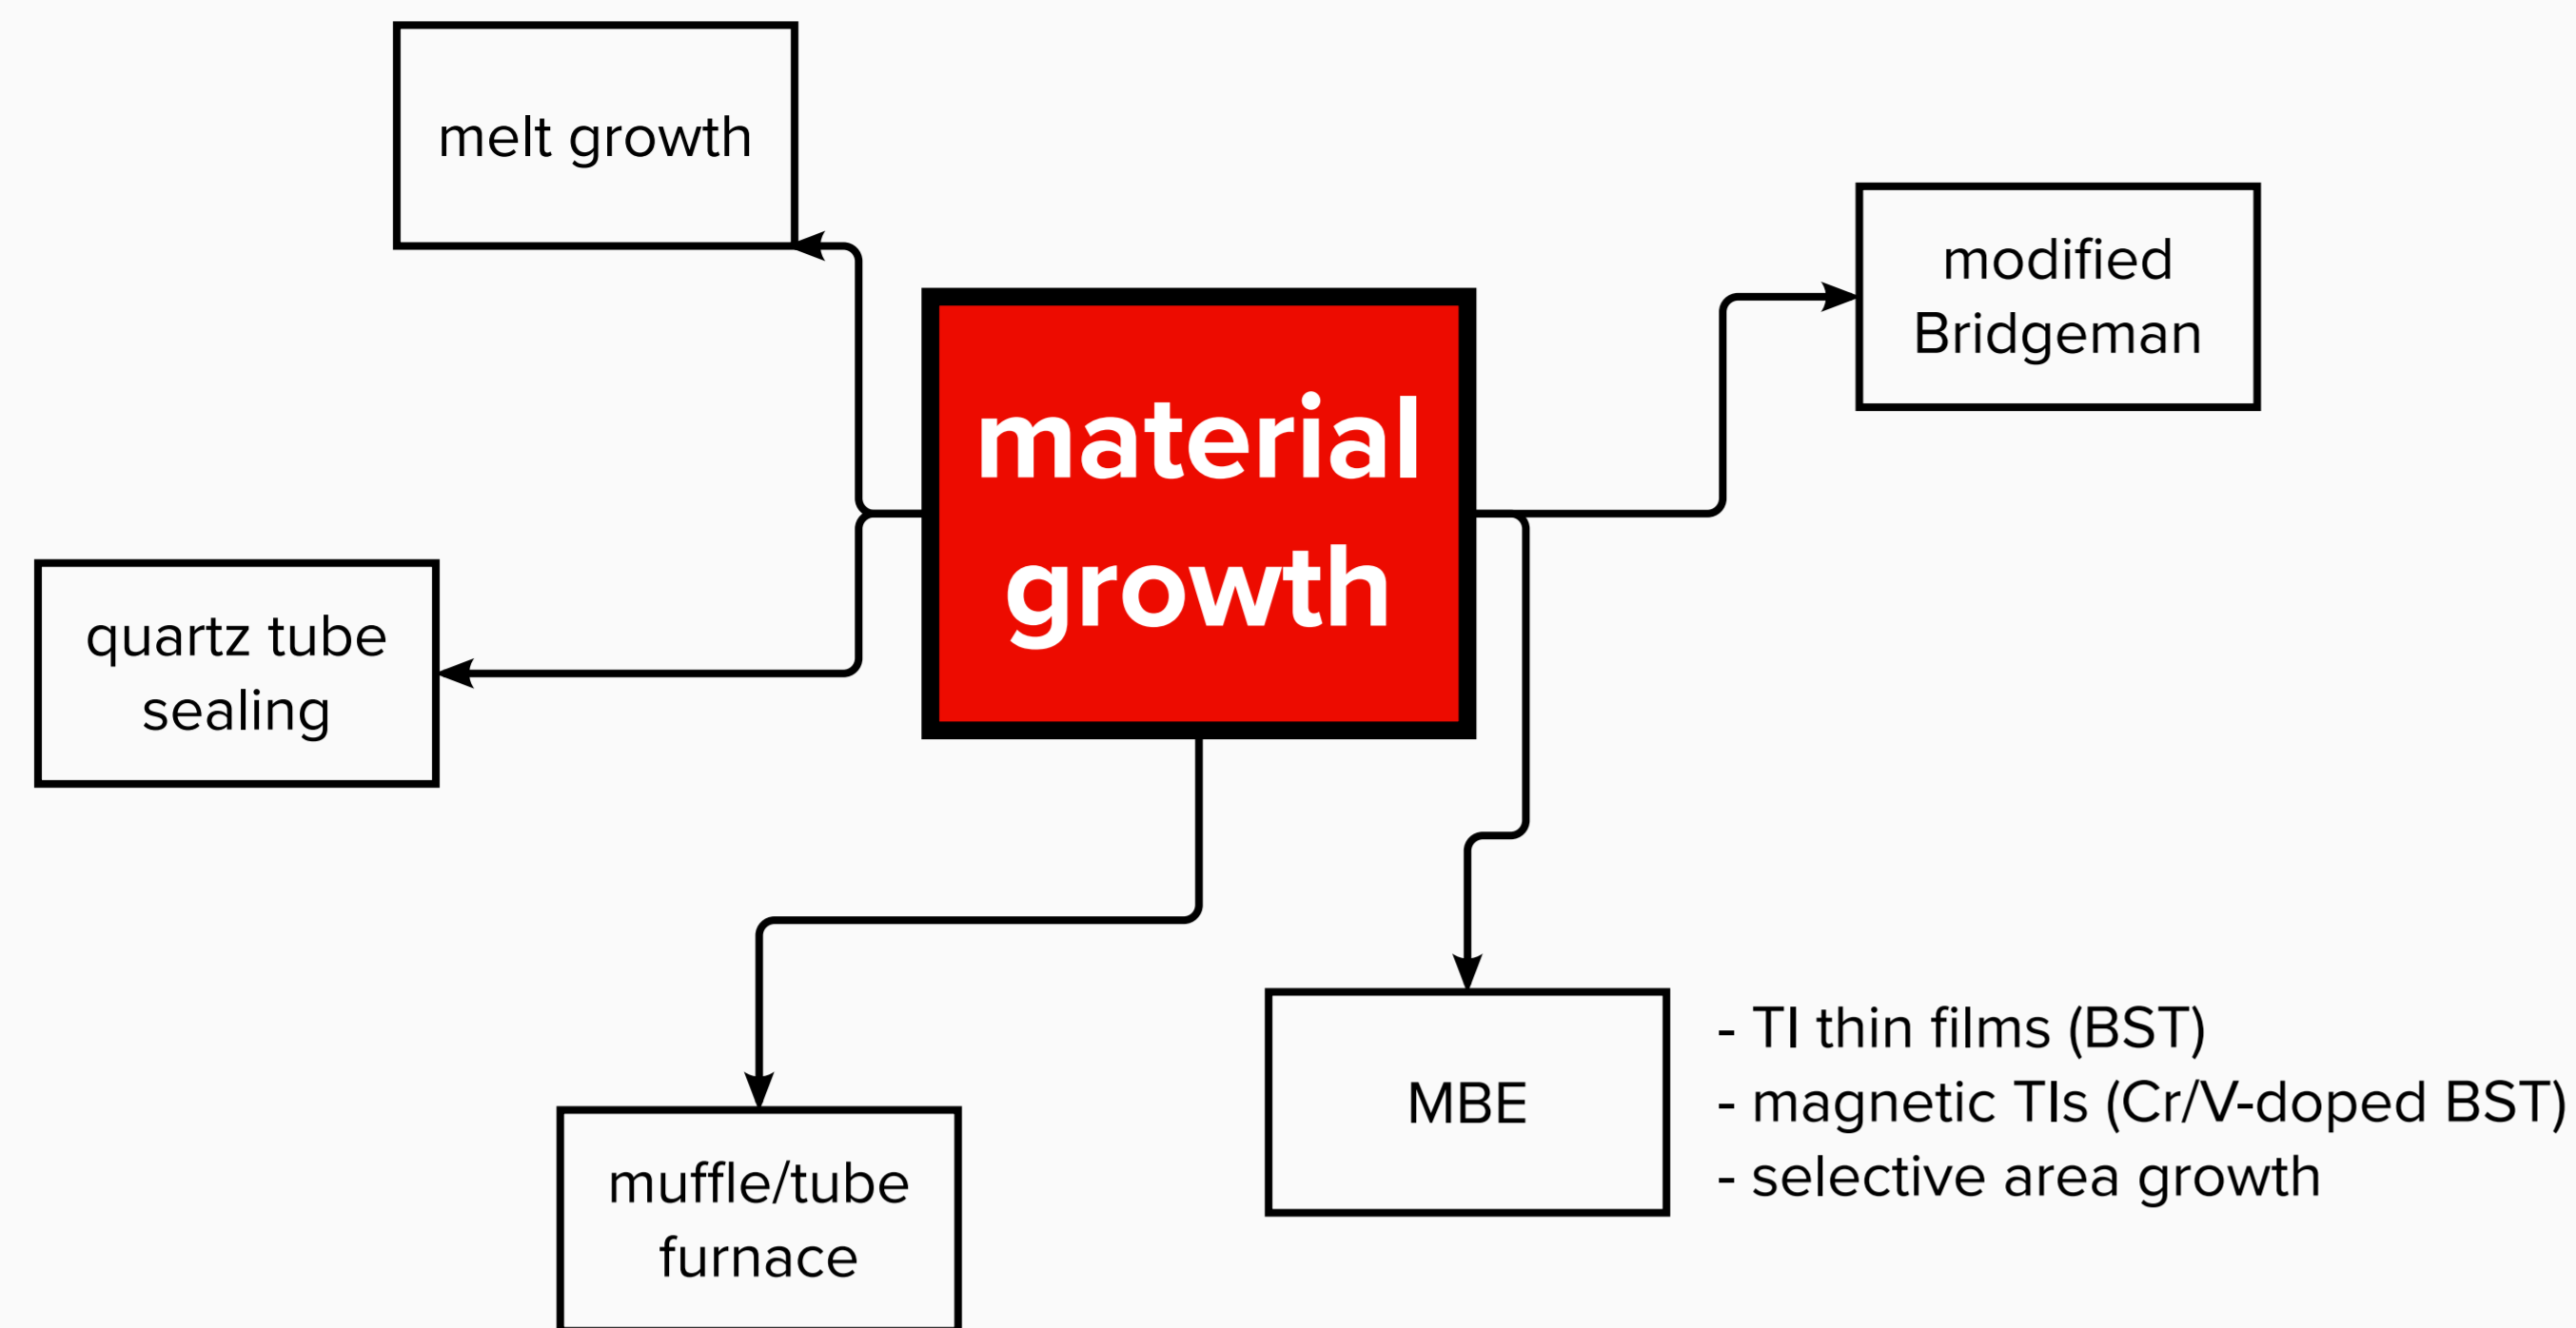 melt growth
modified
Bridgeman
material
growth
quartz tube
sealing
MBE
- TI thin films (BST)
- magnetic TIs (Cr/V-doped BST)
- selective area growth
muffle/tube
furnace